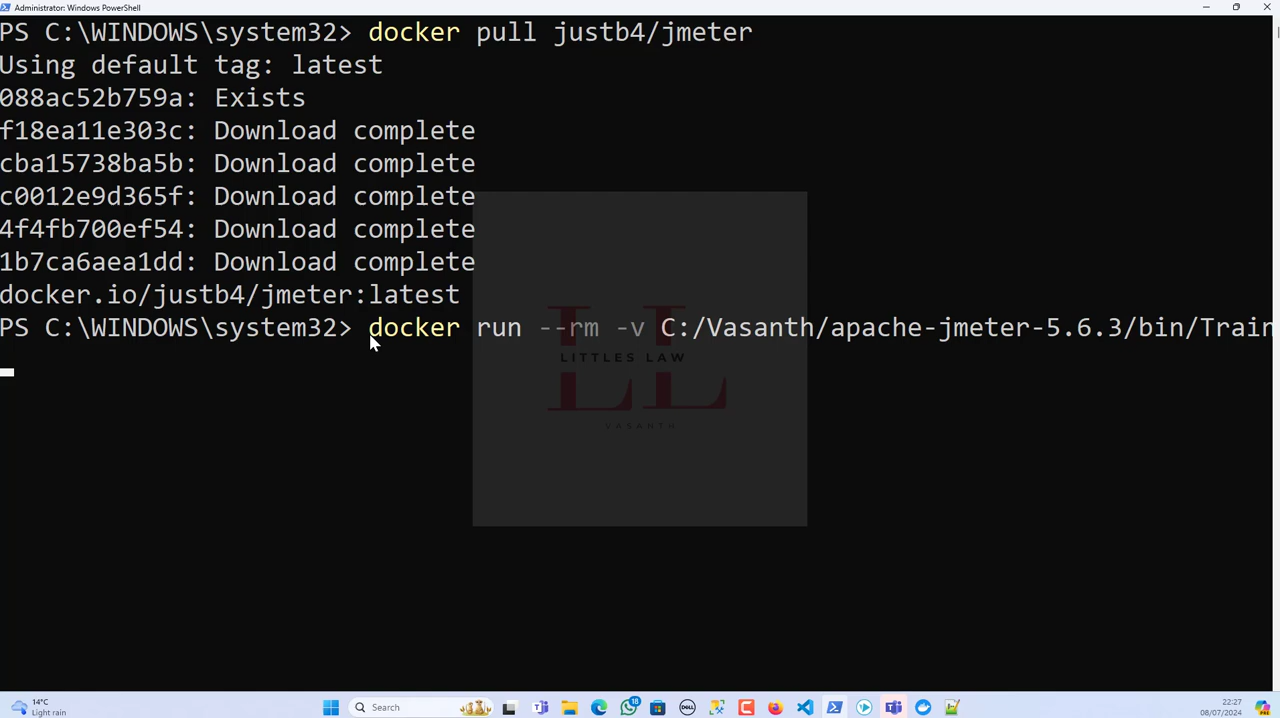 Administrator: Windows PowerShell
PS C:\WINDOWS\system32> docker pull justb4/jmeter
Using default tag: latest
088ac52b759a: Exists
f18ea11e303c: Download complete
cba15738ba5b: Download complete
c0012e9d365f: Download complete
4f4fb700ef54: Download complete
1b7ca6aea1dd: Download complete
docker.io/justb4/jmeter:latest
PS C:\WINDOWS\system32> docker run --rm -v C:/Vasanth/apache-jmeter-5.6.3/bin/Train
LL
LITTLES LAW
VASANTH
14°C
Light rain
Search
18
DELL
22:27
08/07/2024